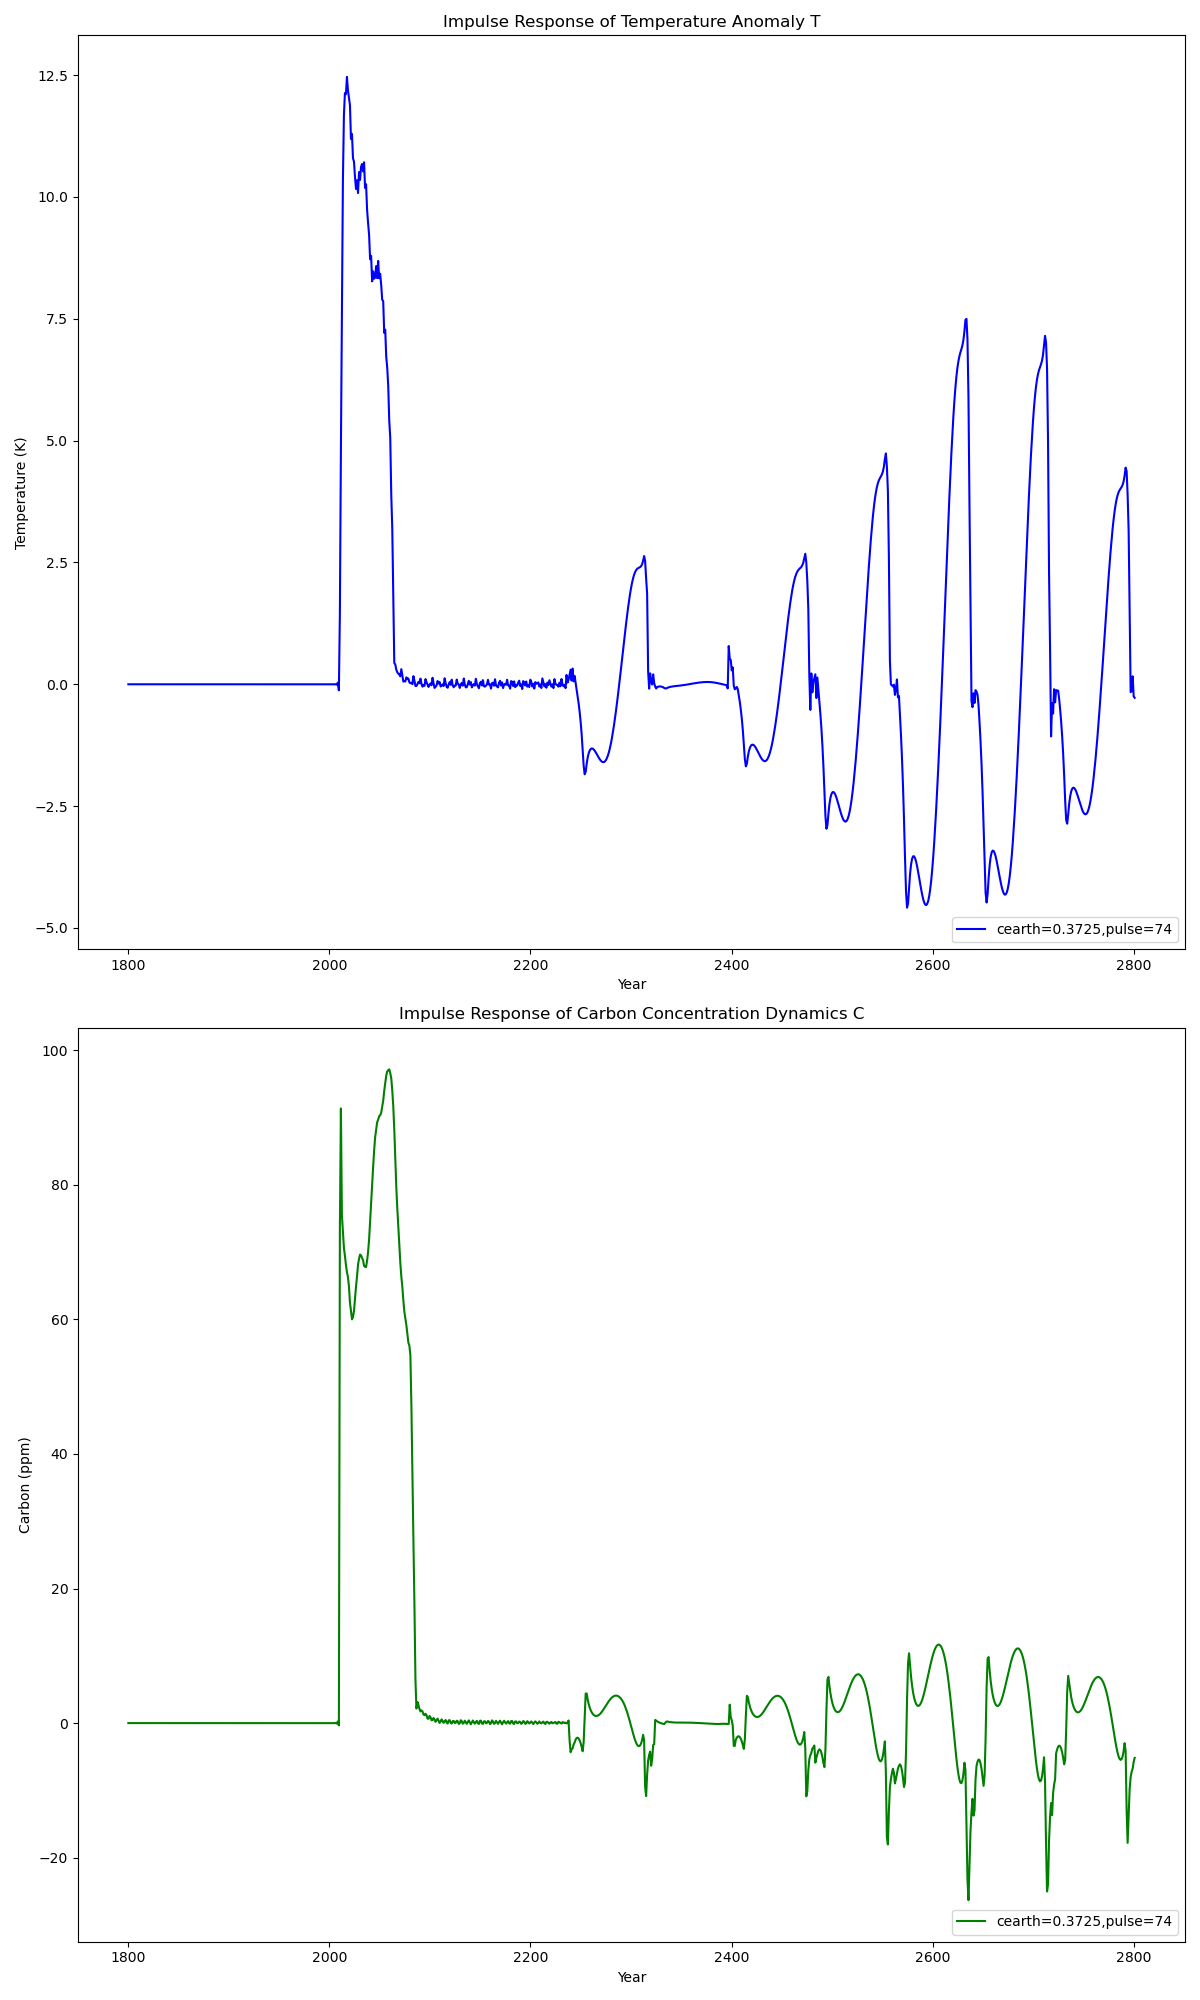 Impulse Response of Temperature Anomaly T
12.5
10.0
7.5
5.0
2.5
0.0
−2.5
−5.0
Temperature (K)
cearth=0.3725,pulse=74
1800 2000 2200 2400 2600 2800
Year
Impulse Response of Carbon Concentration Dynamics C
100
80
60
40
20
0
−20
Carbon (ppm)
cearth=0.3725,pulse=74
1800 2000 2200 2400 2600 2800
Year